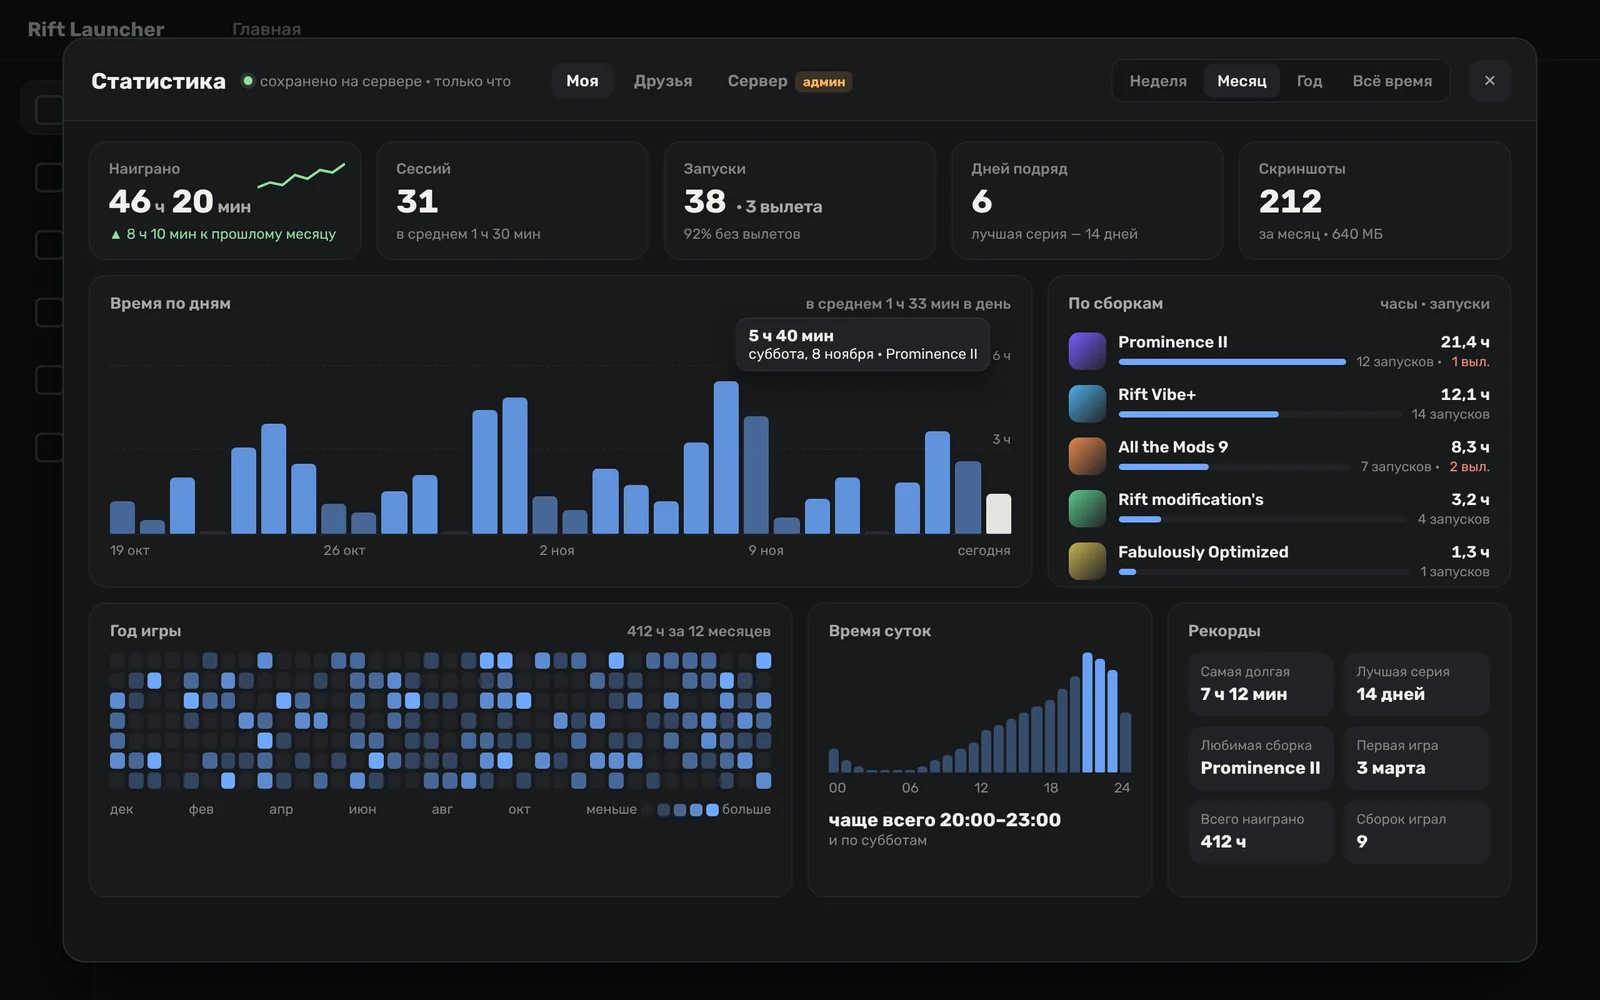 Rift Launcher
Главная
Статистика
сохранено на сервере • только что
Моя
Друзья
Сервер админ
Неделя
Месяц
Год
Всё время
×
Наиграно
46 ч 20 мин
▲ 8 ч 10 мин к прошлому месяцу
Сессий
31
в среднем 1 ч 30 мин
Запуски
38 • 3 вылета
92% без вылетов
Дней подряд
6
лучшая серия — 14 дней
Скриншоты
212
за месяц • 640 МБ
Время по дням
в среднем 1 ч 33 мин в день
5 ч 40 мин
суббота, 8 ноября • Prominence II
6 ч
3 ч
19 окт
26 окт
2 ноя
9 ноя
сегодня
По сборкам
часы • запуски
Prominence II
21,4 ч
12 запусков • 1 выл.
Rift Vibe+
12,1 ч
14 запусков
All the Mods 9
8,3 ч
7 запусков • 2 выл.
Rift modification's
3,2 ч
4 запусков
Fabulously Optimized
1,3 ч
1 запусков
Год игры
412 ч за 12 месяцев
дек
фев
апр
июн
авг
окт
меньше
больше
Время суток
00
06
12
18
24
чаще всего 20:00–23:00
и по субботам
Рекорды
Самая долгая
7 ч 12 мин
Лучшая серия
14 дней
Любимая сборка
Prominence II
Первая игра
3 марта
Всего наиграно
412 ч
Сборок играл
9